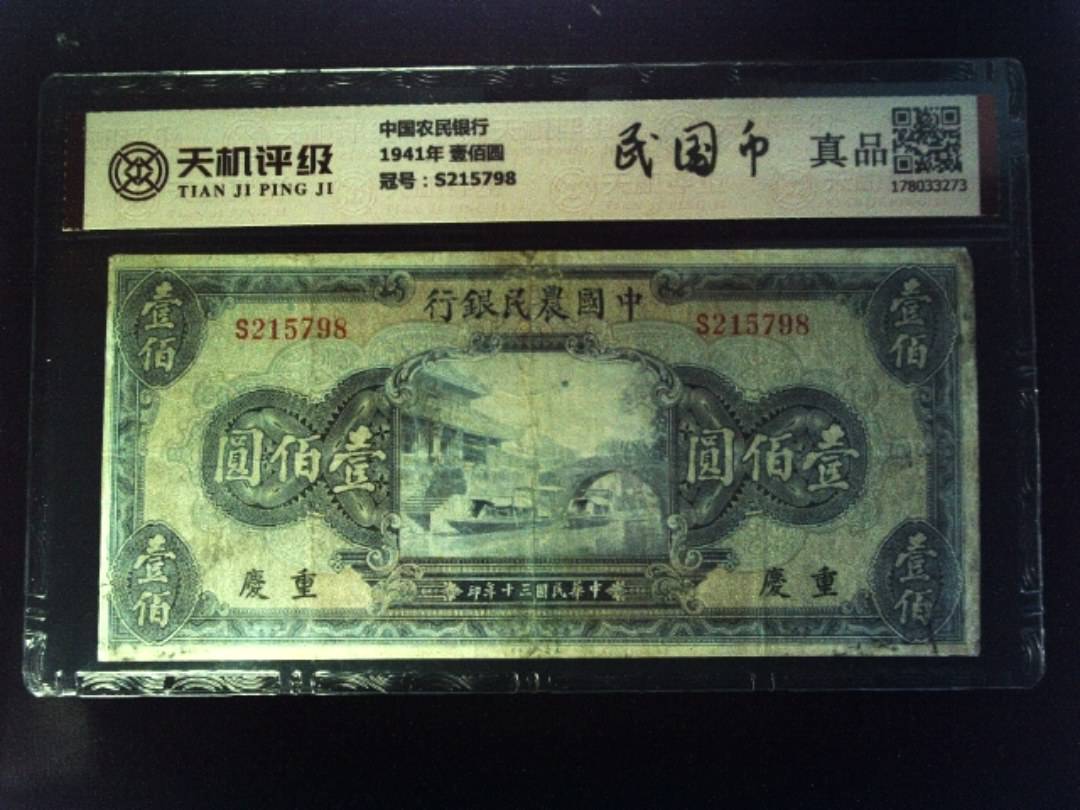 天机评级
TIAN JI PING JI
中国农民银行
1941年 壹佰圆
冠号：S215798
民国币
真品
178033273
中國農民銀行
S215798
S215798
壹佰
壹佰
壹佰圓
壹佰圓
壹佰
壹佰
重慶
重慶
中華民國三十年印